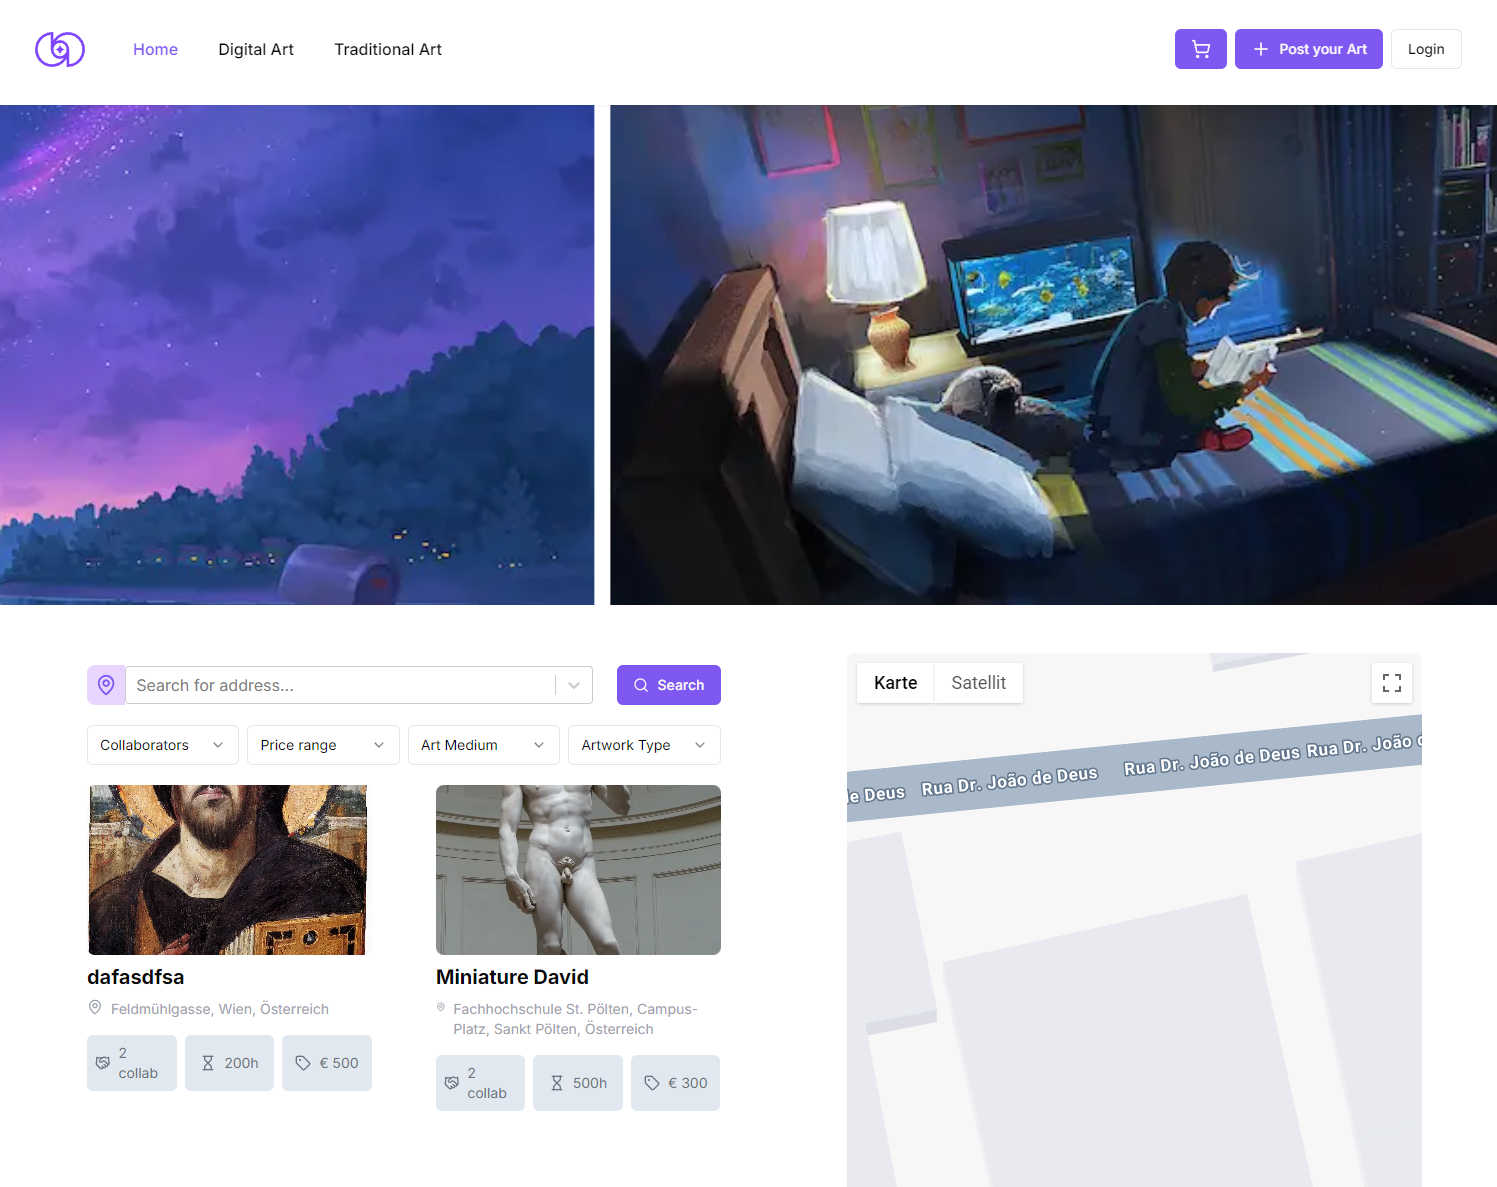 Home
Digital Art
Traditional Art
Post your Art
Login
Search for address...
Search
Collaborators
Price range
Art Medium
Artwork Type
dafasdfsa
Feldmühlgasse, Wien, Österreich
2
collab
200h
€ 500
Miniature David
Fachhochschule St. Pölten, Campus-
Platz, Sankt Pölten, Österreich
2
collab
500h
€ 300
Karte
Satellit
de Deus
Rua Dr. João de Deus
Rua Dr. João de Deus
Rua Dr. João d